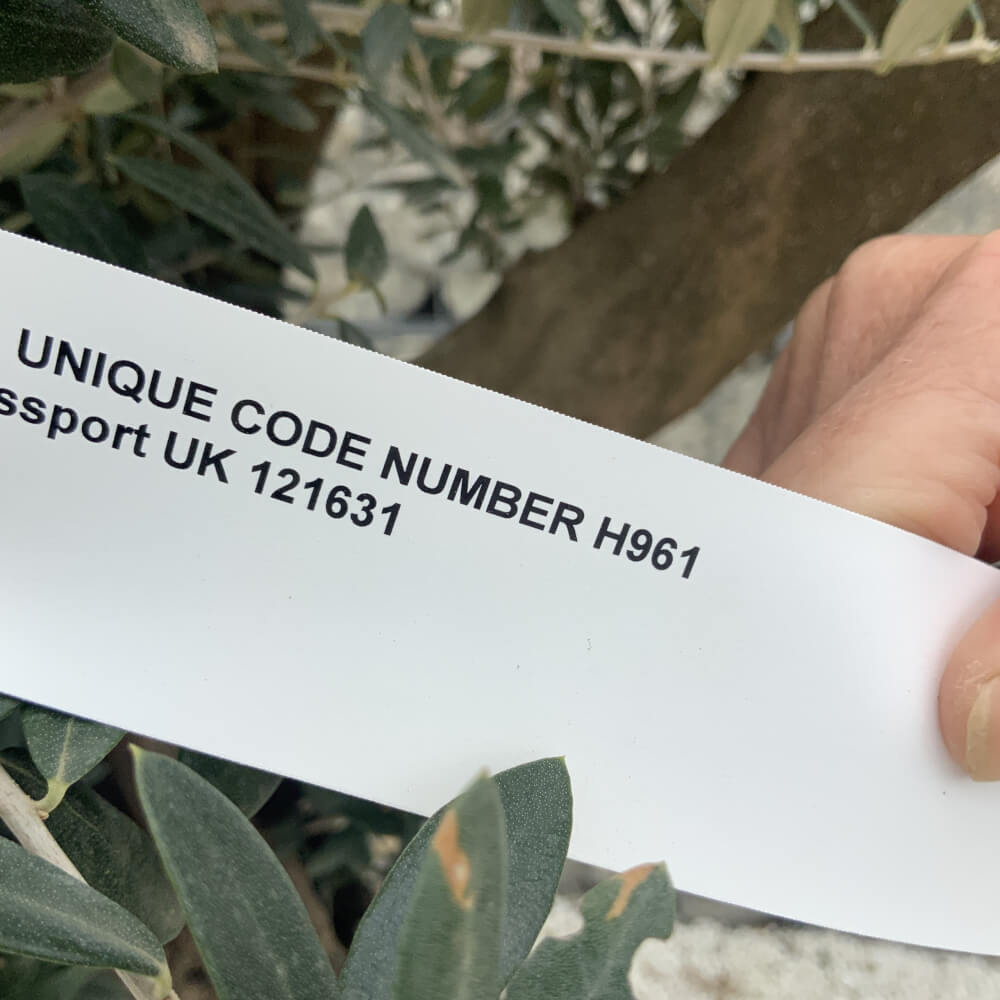 UNIQUE CODE NUMBER H961
ssport UK 121631